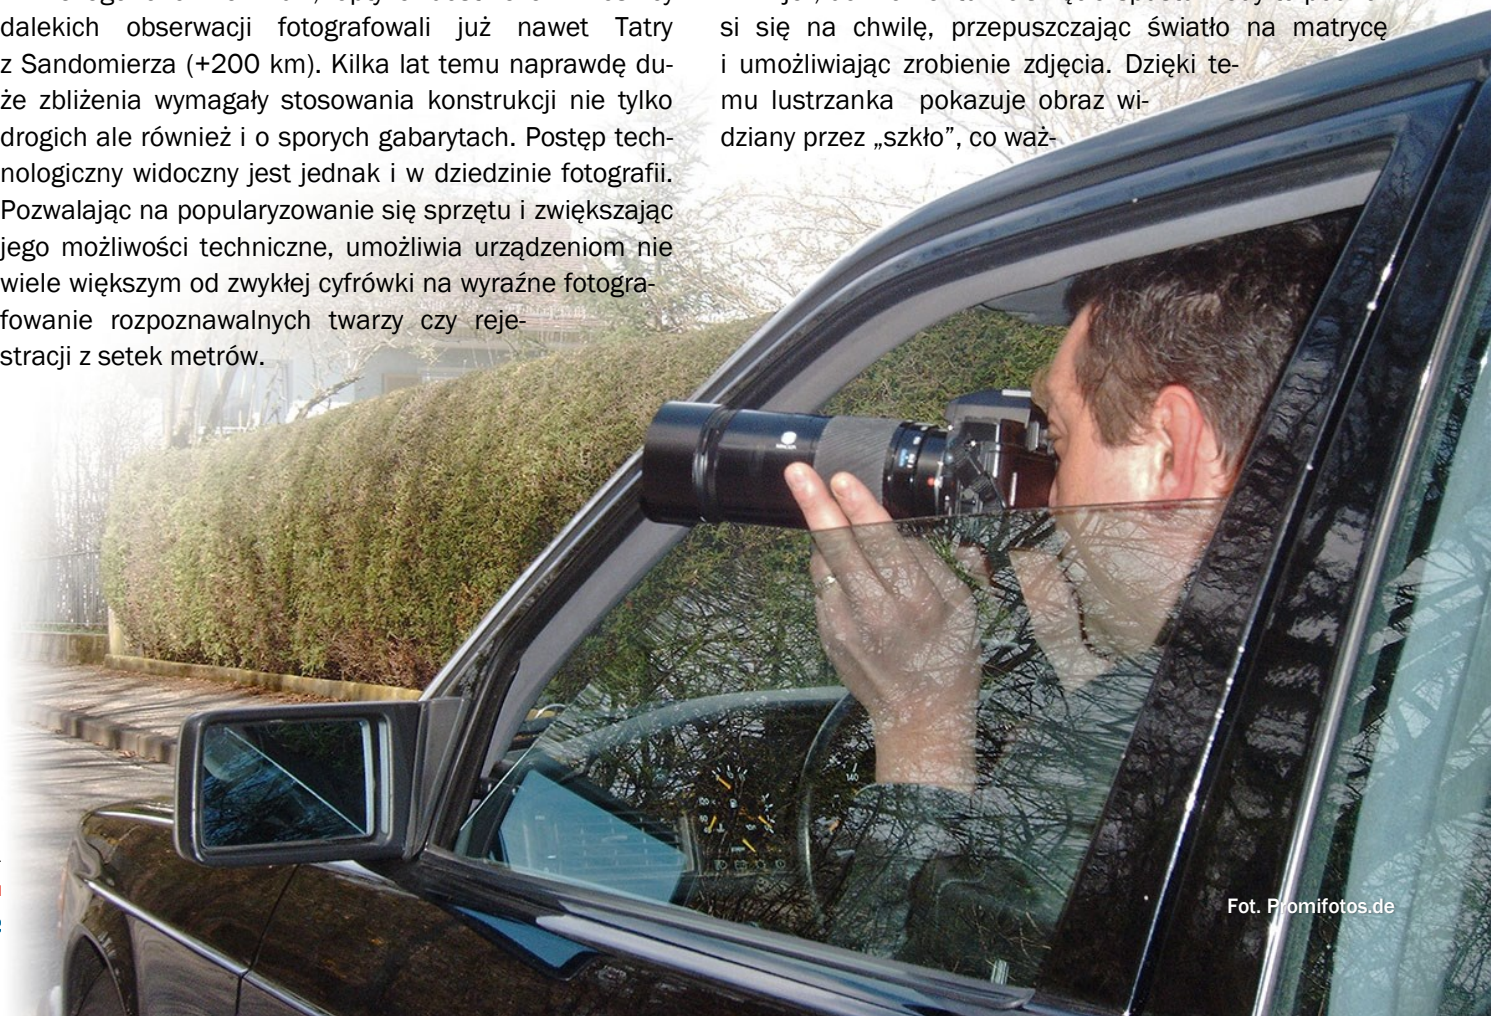 dalekich obserwacji fotografowali już nawet Tatry
z Sandomierza (+200 km). Kilka lat temu naprawdę du-
że zbliżenia wymagały stosowania konstrukcji nie tylko
drogich ale również i o sporych gabarytach. Postęp tech-
nologiczny widoczny jest jednak i w dziedzinie fotografii.
Pozwalając na popularyzowanie się sprzętu i zwiększając
jego możliwości techniczne, umożliwia urządzeniom nie
wiele większym od zwykłej cyfrówki na wyraźne fotogra-
fowanie rozpoznawalnych twarzy czy reje-
stracji z setek metrów.
si się na chwilę, przepuszczając światło na matrycę
i umożliwiając zrobienie zdjęcia. Dzięki te-
mu lustrzanka pokazuje obraz wi-
dziany przez „szkło”, co waż-
MINOLTA
140
Fot. Promifotos.de